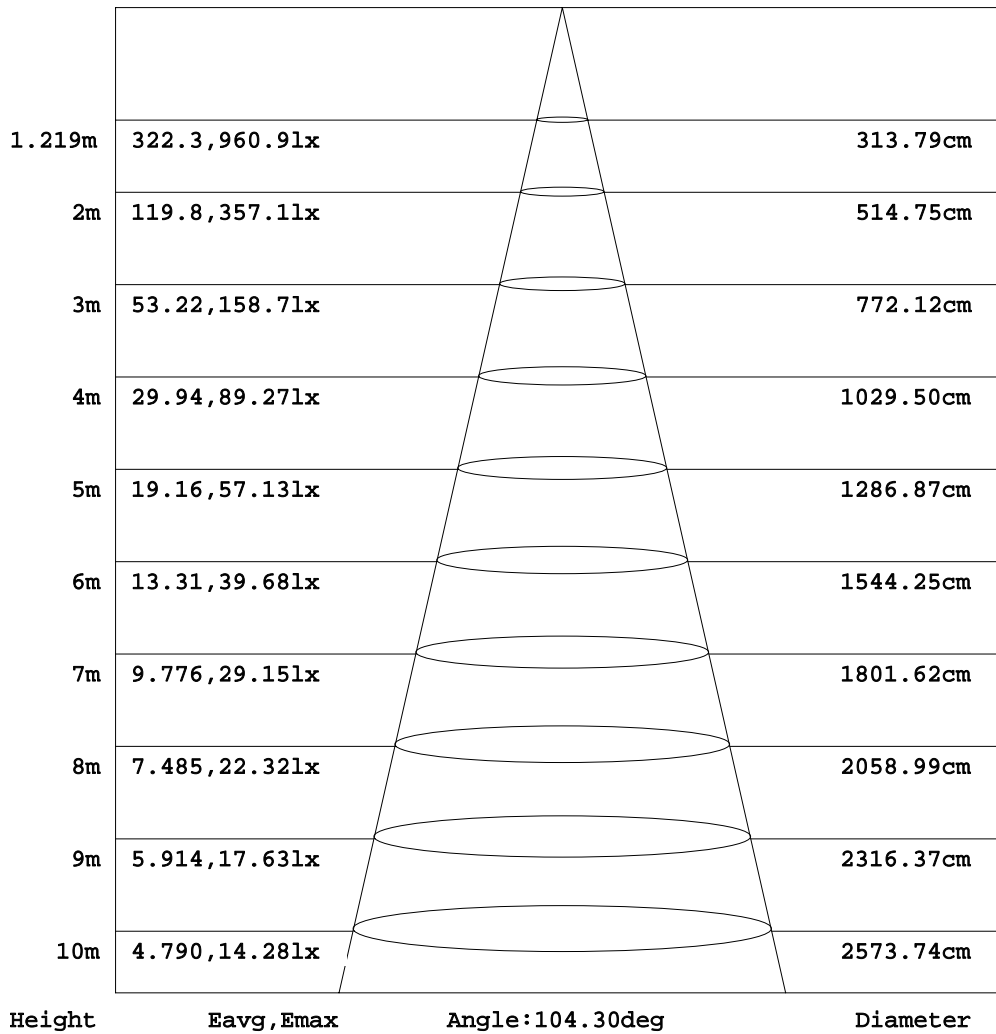 1.219m 322.3,960.9lx 313.79cm
2m 119.8,357.1lx 514.75cm
3m 53.22,158.7lx 772.12cm
4m 29.94,89.27lx 1029.50cm
5m 19.16,57.13lx 1286.87cm
6m 13.31,39.68lx 1544.25cm
7m 9.776,29.15lx 1801.62cm
8m 7.485,22.32lx 2058.99cm
9m 5.914,17.63lx 2316.37cm
10m 4.790,14.28lx 2573.74cm
Height Eavg,Emax Angle:104.30deg Diameter